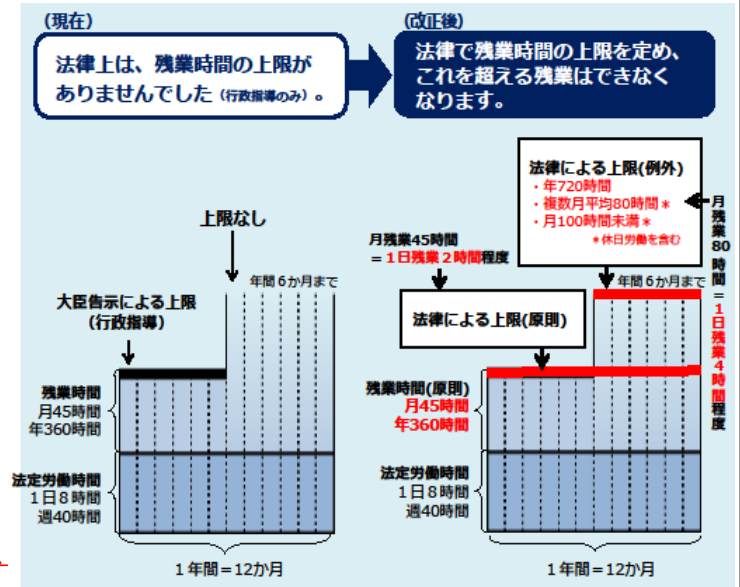 (現在)
法律上は、残業時間の上限が
ありませんでした(行政指導のみ)。
(改正後)
法律で残業時間の上限を定め、
これを超える残業はできなく
なります。
上限なし
年間6か月まで
大臣告示による上限
(行政指導)
残業時間
月45時間
年360時間
法定労働時間
1日8時間
週40時間
1年間=12か月
法律による上限(例外)
・年720時間
・複数月平均80時間*
・月100時間未満*
*休日労働を含む
月残業80時間=1日残業4時間程度
月残業45時間
=1日残業2時間程度
年間6か月まで
法律による上限(原則)
残業時間(原則)
月45時間
年360時間
法定労働時間
1日8時間
週40時間
1年間=12か月